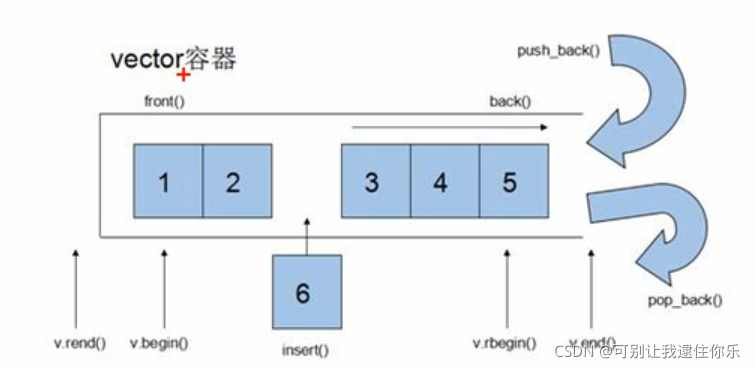 vector容器
push_back()
front()
back()
1 2 3 4 5
6
pop_back()
v.rend()
v.begin()
insert()
v.rbegin()
v.end()
CSDN @可别让我逮住你乐